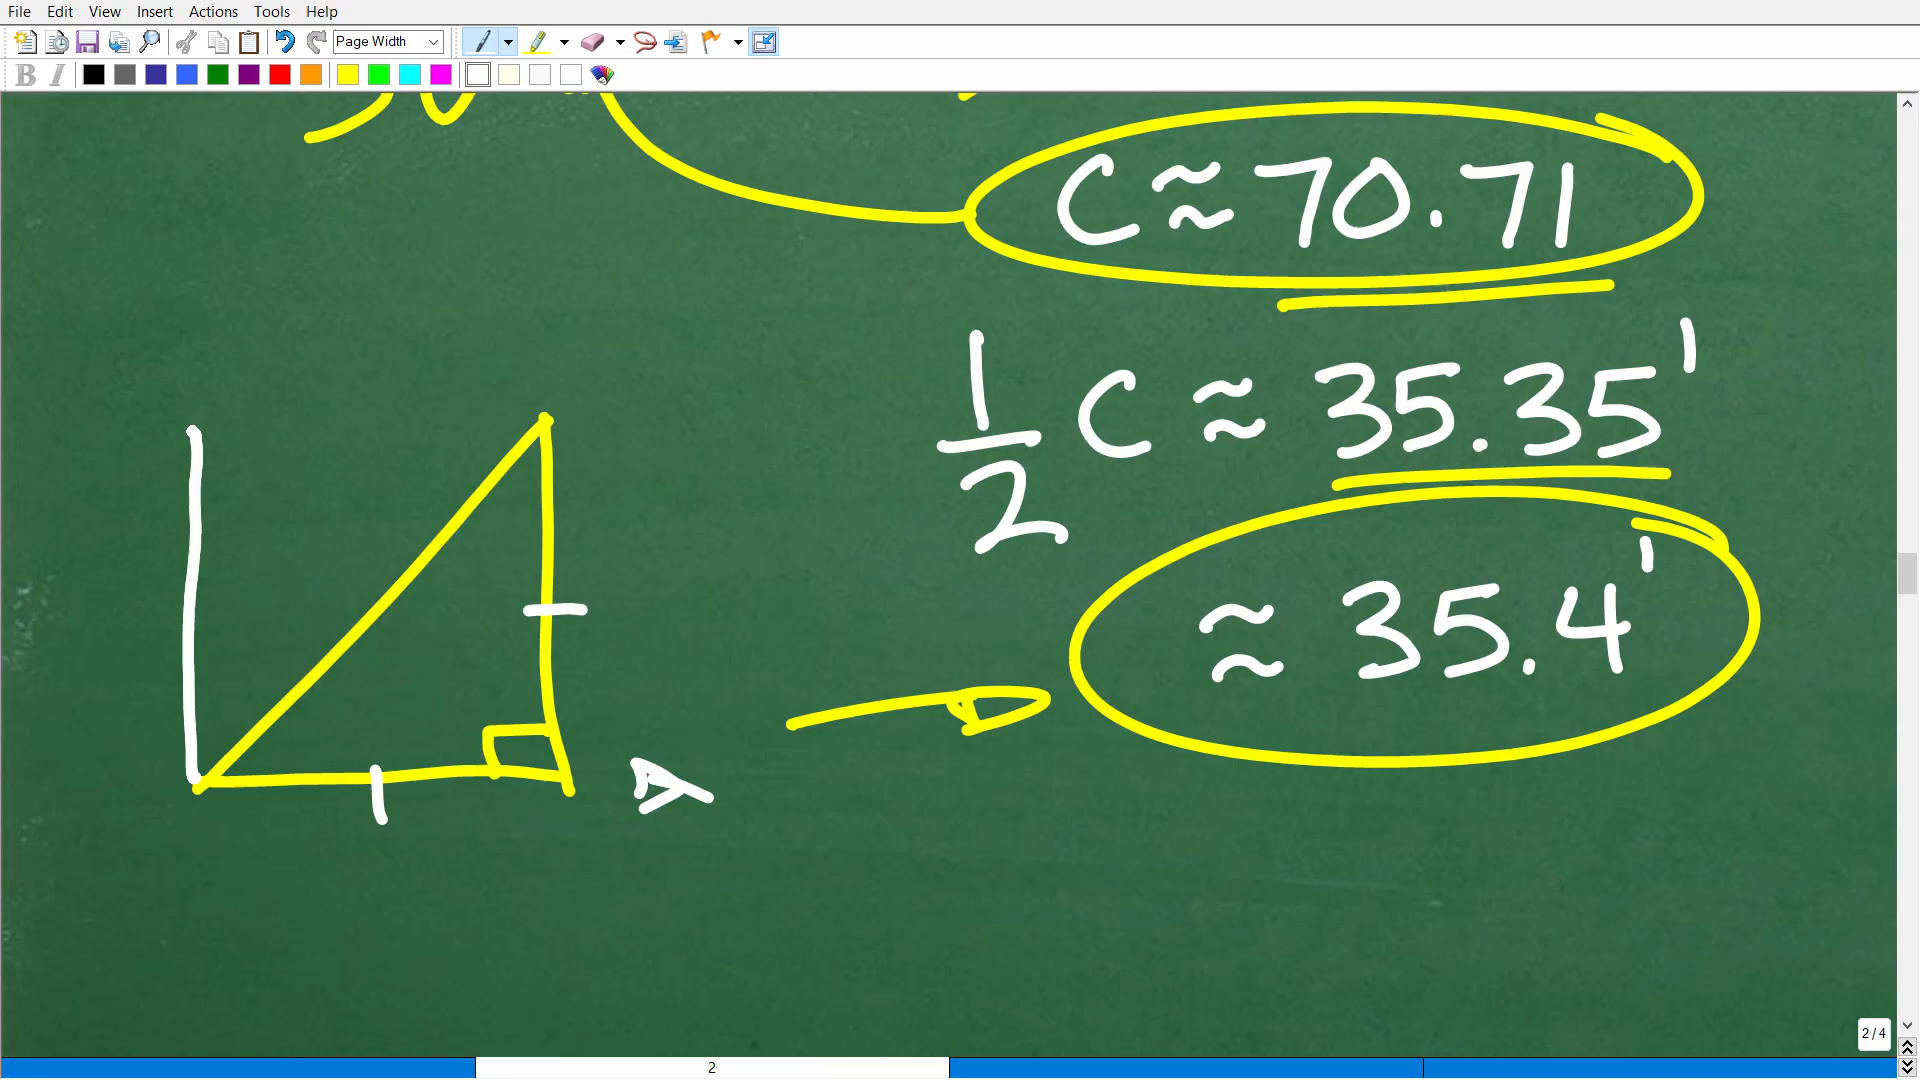 File Edit View Insert Actions Tools Help
Page Width
B I
C ≈ 70.71
1/2 C ≈ 35.35'
≈ 35.4'
2 / 4
2